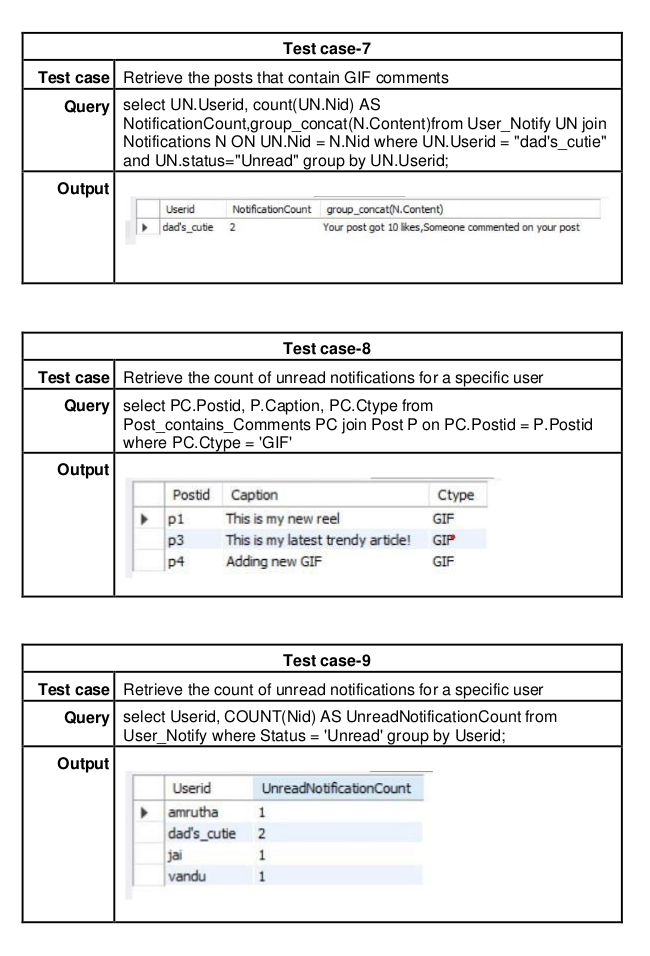 Test case-7
Test case Retrieve the posts that contain GIF comments
Query select UN.Userid, count(UN.Nid) AS
NotificationCount,group_concat(N.Content)from User_Notify UN join
Notifications N ON UN.Nid = N.Nid where UN.Userid = "dad's_cutie"
and UN.status="Unread" group by UN.Userid;
Output
Userid NotificationCount group_concat(N.Content)
dad's_cutie 2 Your post got 10 likes,Someone commented on your post
Test case-8
Test case Retrieve the count of unread notifications for a specific user
Query select PC.Postid, P.Caption, PC.Ctype from
Post_contains_Comments PC join Post P on PC.Postid = P.Postid
where PC.Ctype = 'GIF'
Output
Postid Caption Ctype
p1 This is my new reel GIF
p3 This is my latest trendy article! GIF
p4 Adding new GIF GIF
Test case-9
Test case Retrieve the count of unread notifications for a specific user
Query select Userid, COUNT(Nid) AS UnreadNotificationCount from
User_Notify where Status = 'Unread' group by Userid;
Output
Userid UnreadNotificationCount
amrutha 1
dad's_cutie 2
jai 1
vandu 1